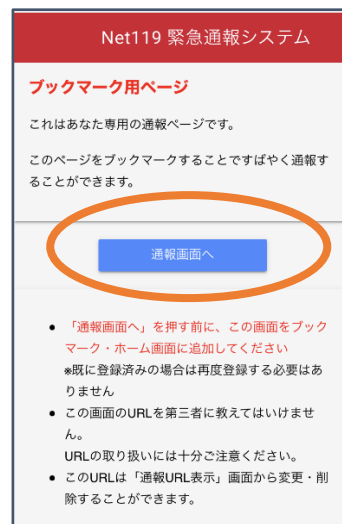 Net119 緊急通報システム
ブックマーク用ページ
これはあなた専用の通報ページです。
このページをブックマークすることですばやく通報す
ることができます。
通報画面へ
● 「通報画面へ」を押す前に、この画面をブック
マーク・ホーム画面に追加してください
※既に登録済みの場合は再度登録する必要はあ
りません
● この画面のURLを第三者に教えてはいけませ
ん。
URLの取り扱いには十分ご注意ください。
● このURLは「通報URL表示」画面から変更・削
除することができます。